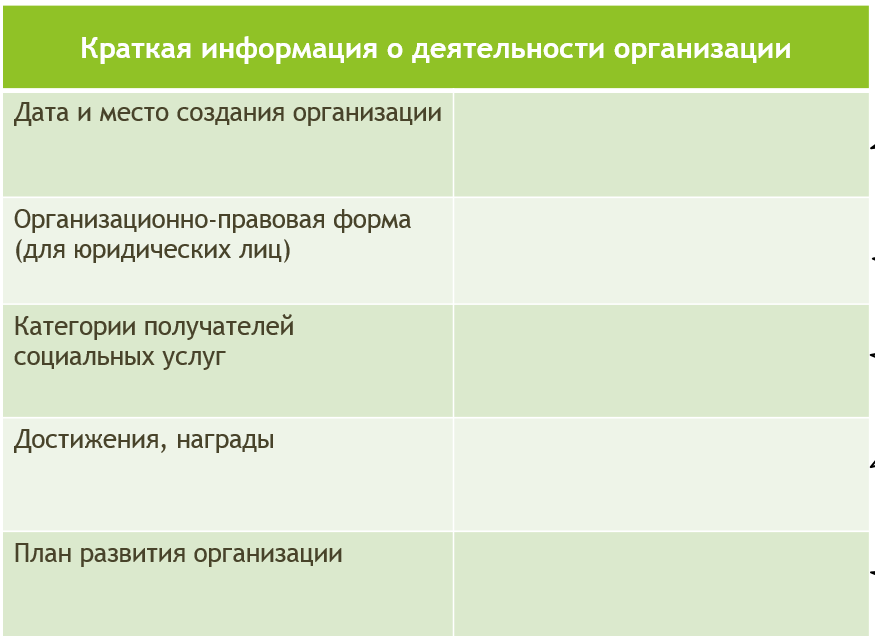 Краткая информация о деятельности организации
Дата и место создания организации
Организационно-правовая форма
(для юридических лиц)
Категории получателей
социальных услуг
Достижения, награды
План развития организации